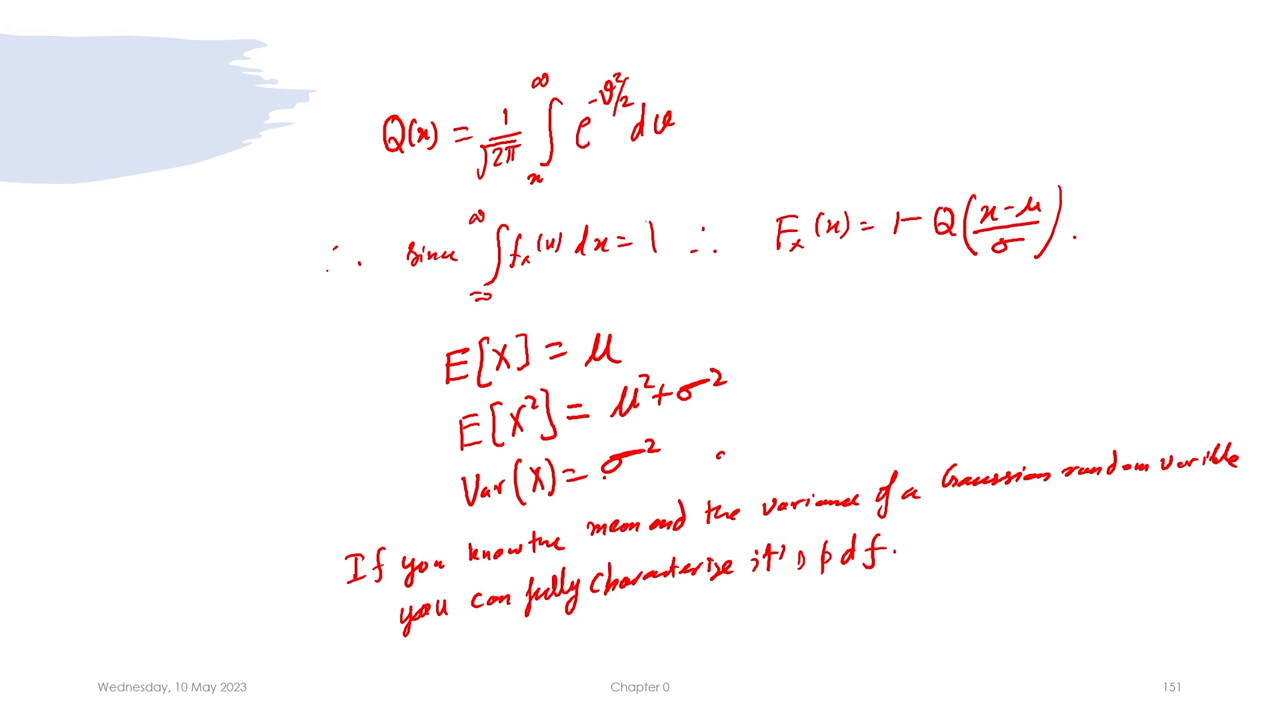 Q(x) = 1/√2π ∫_x^∞ e^{-v²/2} dv
∴ Since ∫_{-∞}^∞ f_x(x) dx = 1 ∴ F_x(x) = 1 - Q((x-μ)/σ).
E[X] = μ
E[X²] = μ² + σ²
Var(X) = σ²
If you know the mean and the variance of a Gaussian random varible
you can fully characterize it's pdf.
Wednesday, 10 May 2023 Chapter 0 151